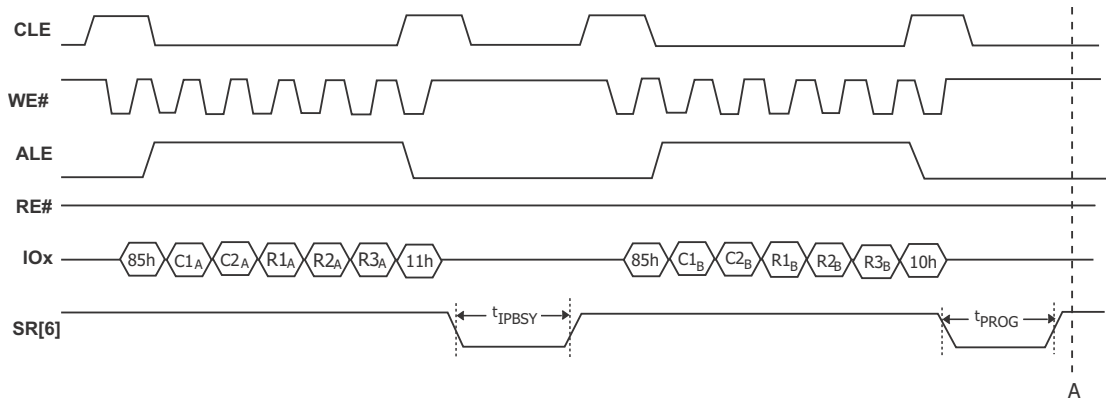 CLE
WE#
ALE
RE#
IOx 85h C1A C2A R1A R2A R3A 11h 85h C1B C2B R1B R2B R3B 10h
SR[6] tIPBSY tPROG
A